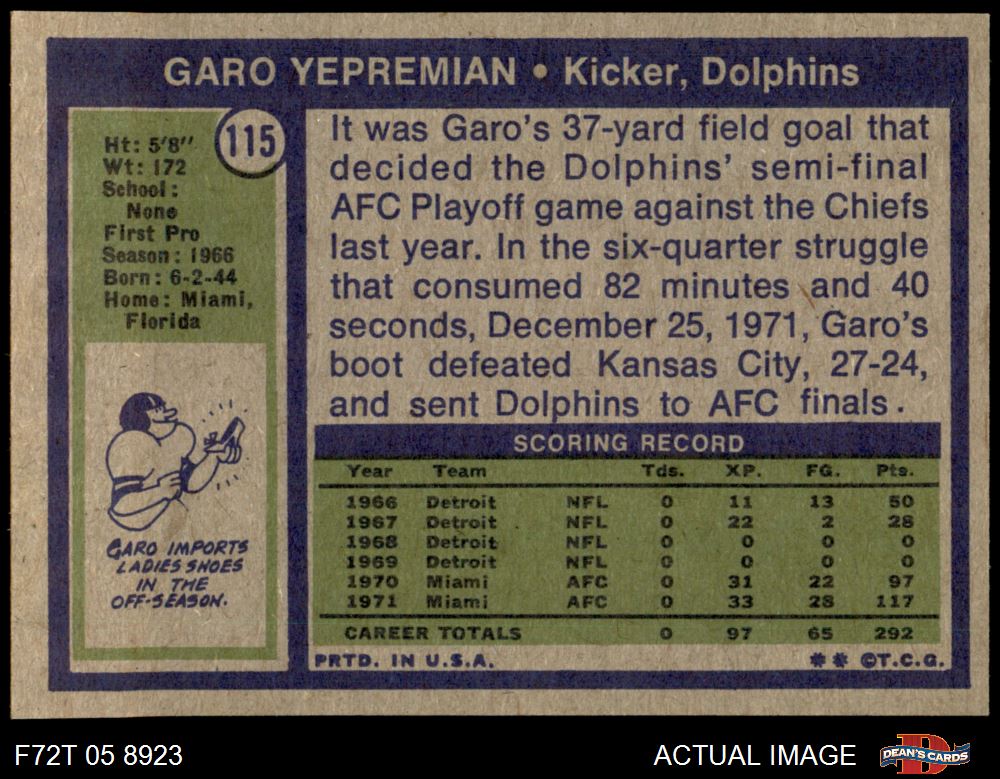 GARO YEPREMIAN • Kicker, Dolphins
115
Ht: 5'8"
Wt: 172
School:
None
First Pro
Season: 1966
Born: 6-2-44
Home: Miami,
Florida
GARO IMPORTS
LADIES SHOES
IN THE
OFF-SEASON.
It was Garo's 37-yard field goal that
decided the Dolphins' semi-final
AFC Playoff game against the Chiefs
last year. In the six-quarter struggle
that consumed 82 minutes and 40
seconds, December 25, 1971, Garo's
boot defeated Kansas City, 27-24,
and sent Dolphins to AFC finals.
SCORING RECORD
Year Team Tds. XP. FG. Pts.
1966 Detroit NFL 0 11 13 50
1967 Detroit NFL 0 22 2 28
1968 Detroit NFL 0 0 0 0
1969 Detroit NFL 0 0 0 0
1970 Miami AFC 0 31 22 97
1971 Miami AFC 0 33 28 117
CAREER TOTALS 0 97 65 292
PRTD. IN U.S.A. ** ©T.C.G.
F72T 05 8923 ACTUAL IMAGE DEAN'S CARDS